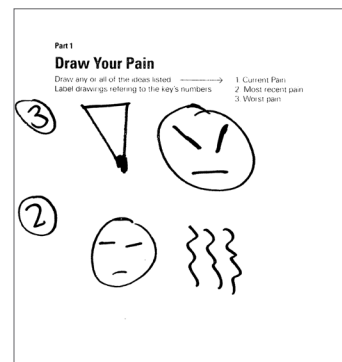 Part 1
Draw Your Pain
Draw any or all of the ideas listed
Label drawings refering to the key's numbers
1. Current Pain
2. Most recent pain
3. Worst pain
3
2